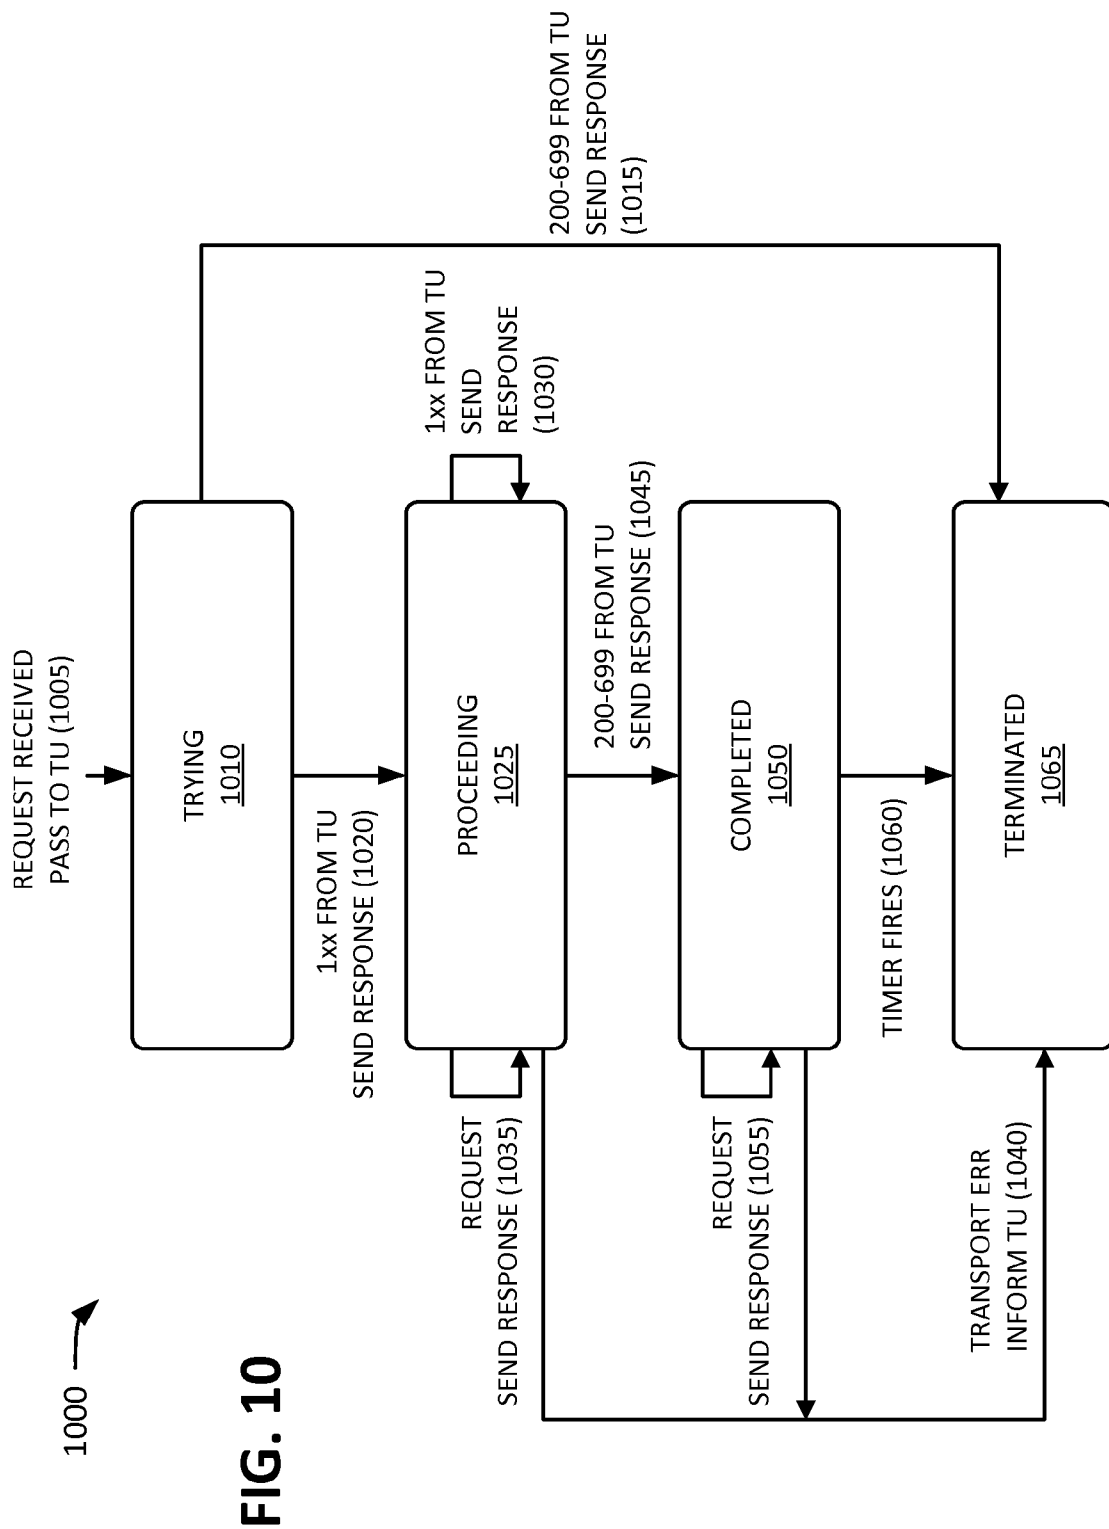 1000
FIG. 10
REQUEST RECEIVED
PASS TO TU (1005)
TRYING
1010
200-699 FROM TU
SEND RESPONSE
(1015)
1xx FROM TU
SEND RESPONSE (1020)
PROCEEDING
1025
1xx FROM TU
SEND
RESPONSE
(1030)
REQUEST
SEND RESPONSE (1035)
200-699 FROM TU
SEND RESPONSE (1045)
COMPLETED
1050
REQUEST
SEND RESPONSE (1055)
TIMER FIRES (1060)
TRANSPORT ERR
INFORM TU (1040)
TERMINATED
1065